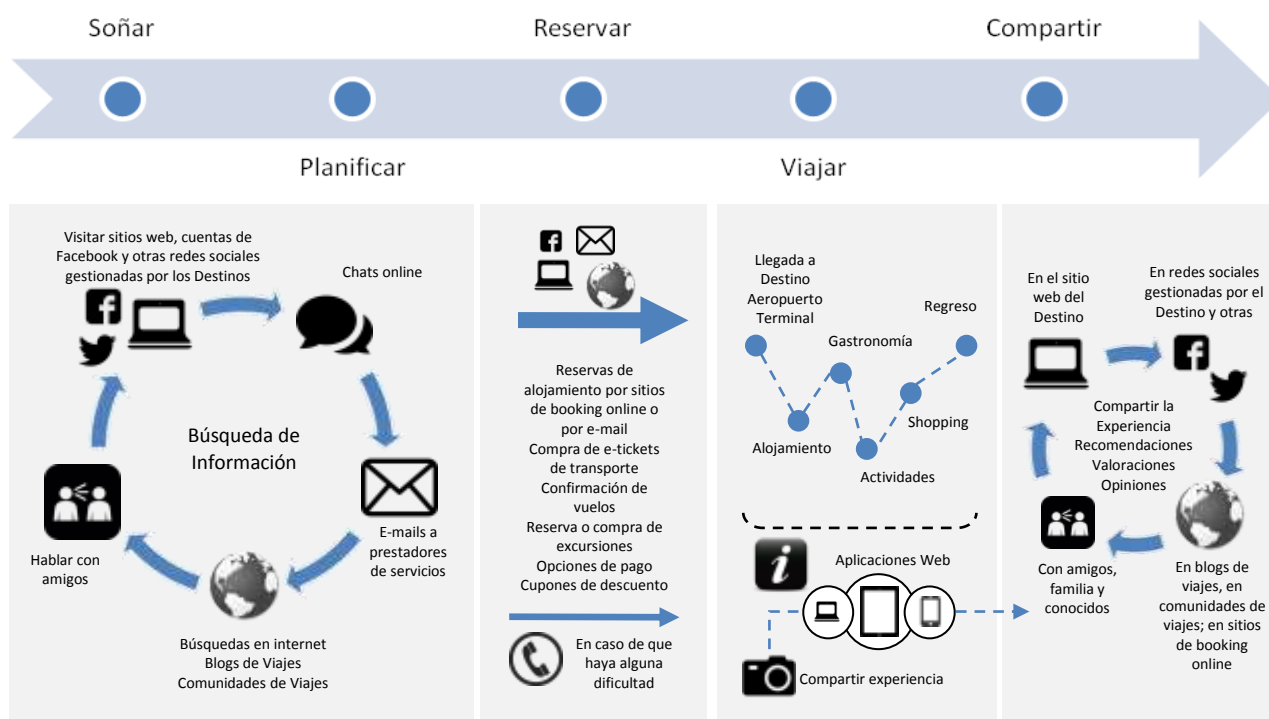 Soñar
Reservar
Compartir
Planificar
Viajar
Visitar sitios web, cuentas de
Facebook y otras redes sociales
gestionadas por los Destinos
Chats online
Búsqueda de
Información
E-mails a
prestadores
de servicios
Hablar con
amigos
Búsquedas en internet
Blogs de Viajes
Comunidades de Viajes
Reservas de
alojamiento por sitios
de booking online o
por e-mail
Compra de e-tickets
de transporte
Confirmación de
vuelos
Reserva o compra de
excursiones
Opciones de pago
Cupones de descuento
En caso de que
haya alguna
dificultad
Llegada a
Destino
Aeropuerto
Terminal
Regreso
Gastronomía
Shopping
Alojamiento
Actividades
Aplicaciones Web
Compartir experiencia
En el sitio
web del
Destino
En redes sociales
gestionadas por el
Destino y otras
Compartir la
Experiencia
Recomendaciones
Valoraciones
Opiniones
Con amigos,
familia y
conocidos
En blogs de
viajes, en
comunidades de
viajes; en sitios
de booking
online